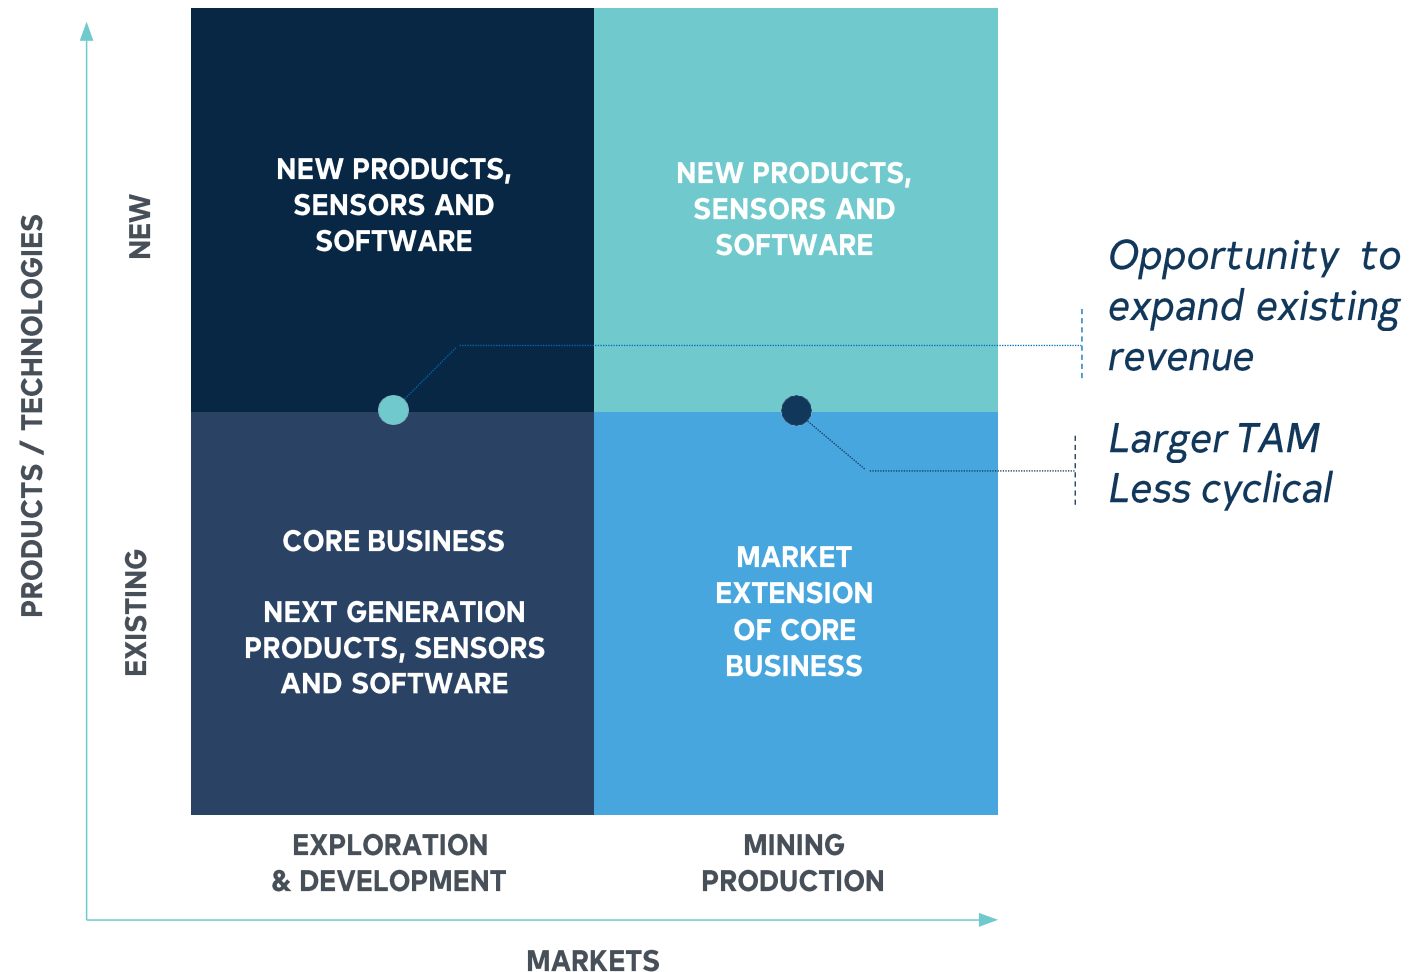 PRODUCTS / TECHNOLOGIES
NEW
EXISTING
NEW PRODUCTS,
SENSORS AND
SOFTWARE
NEW PRODUCTS,
SENSORS AND
SOFTWARE
Opportunity to
expand existing
revenue
Larger TAM
Less cyclical
CORE BUSINESS
NEXT GENERATION
PRODUCTS, SENSORS
AND SOFTWARE
MARKET
EXTENSION
OF CORE
BUSINESS
EXPLORATION
& DEVELOPMENT
MINING
PRODUCTION
MARKETS